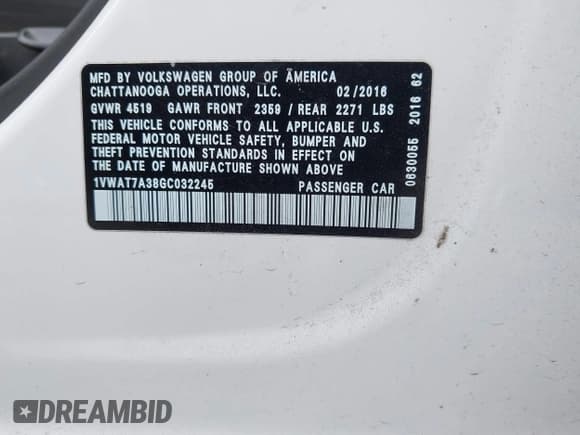 MFD BY VOLKSWAGEN GROUP OF AMERICA
CHATTANOOGA OPERATIONS, LLC. 02/2016
GVWR 4519 GAWR FRONT 2359 / REAR 2271 LBS
THIS VEHICLE CONFORMS TO ALL APPLICABLE U.S.
FEDERAL MOTOR VEHICLE SAFETY, BUMPER AND
THEFT PREVENTION STANDARDS IN EFFECT ON
THE DATE OF MANUFACTURE SHOWN ABOVE
1VWAT7A38GC032245 PASSENGER CAR
0630055 2016 62
DREAMBID